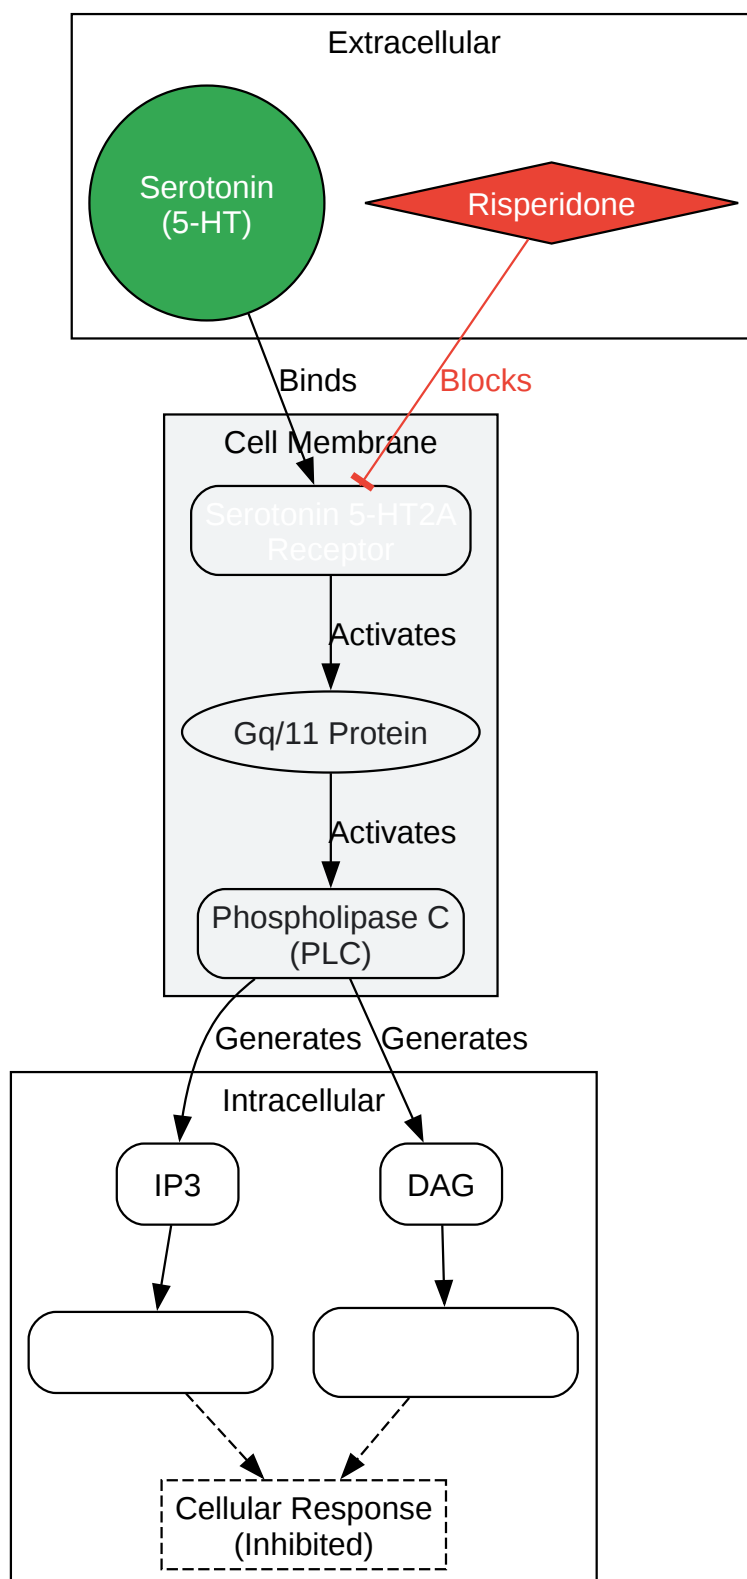 Extracellular
Serotonin
(5-HT)
Risperidone
Binds
Blocks
Cell Membrane
Serotonin 5-HT2A
Receptor
Activates
Gq/11 Protein
Activates
Phospholipase C
(PLC)
Generates
Generates
Intracellular
IP3
DAG
Cellular Response
(Inhibited)